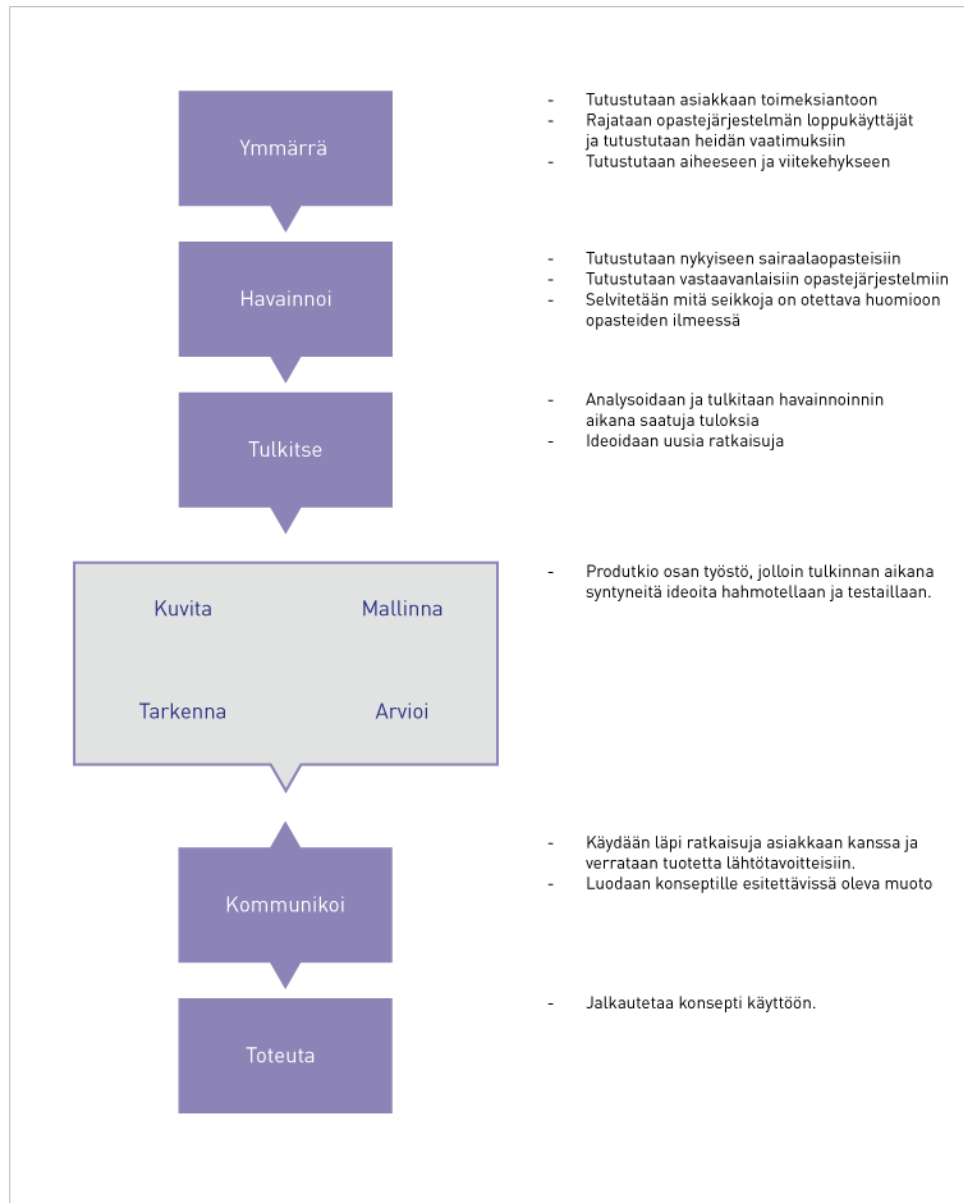 Ymmärrä
- Tutustutaan asiakkaan toimeksiantoon
- Rajataan opastejärjestelmän loppukäyttäjät
ja tutustutaan heidän vaatimuksiin
- Tutustutaan aiheeseen ja viitekehykseen
Havainnoi
- Tutustutaan nykyiseen sairaalaopasteisiin
- Tutustutaan vastaavanlaisiin opastejärjestelmiin
- Selvitetään mitä seikkoja on otettava huomioon
opasteiden ilmeessä
Tulkitse
- Analysoidaan ja tulkitaan havainnoinnin
aikana saatuja tuloksia
- Ideoidaan uusia ratkaisuja
Kuvita
Mallinna
Tarkenna
Arvioi
- Produtkio osan työstö, jolloin tulkinnan aikana
syntyneitä ideoita hahmotellaan ja testaillaan.
Kommunikoi
- Käydään läpi ratkaisuja asiakkaan kanssa ja
verrataan tuotetta lähtötavoitteisiin.
- Luodaan konseptille esitettävissä oleva muoto
Toteuta
- Jalkautetaa konsepti käyttöön.